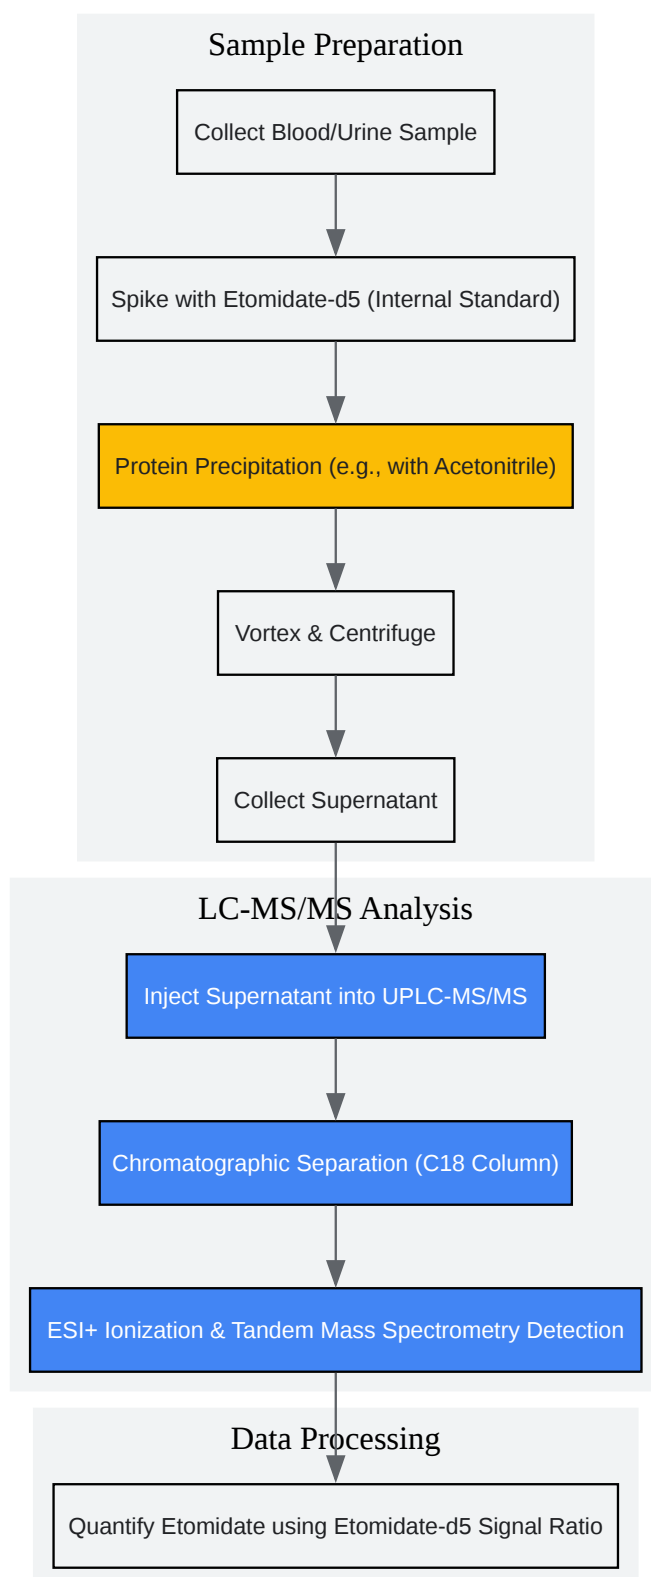 Sample Preparation
Collect Blood/Urine Sample
Spike with Etomidate-d5 (Internal Standard)
Protein Precipitation (e.g., with Acetonitrile)
Vortex & Centrifuge
Collect Supernatant
LC-MS/MS Analysis
Inject Supernatant into UPLC-MS/MS
Chromatographic Separation (C18 Column)
ESI+ Ionization & Tandem Mass Spectrometry Detection
Data Processing
Quantify Etomidate using Etomidate-d5 Signal Ratio